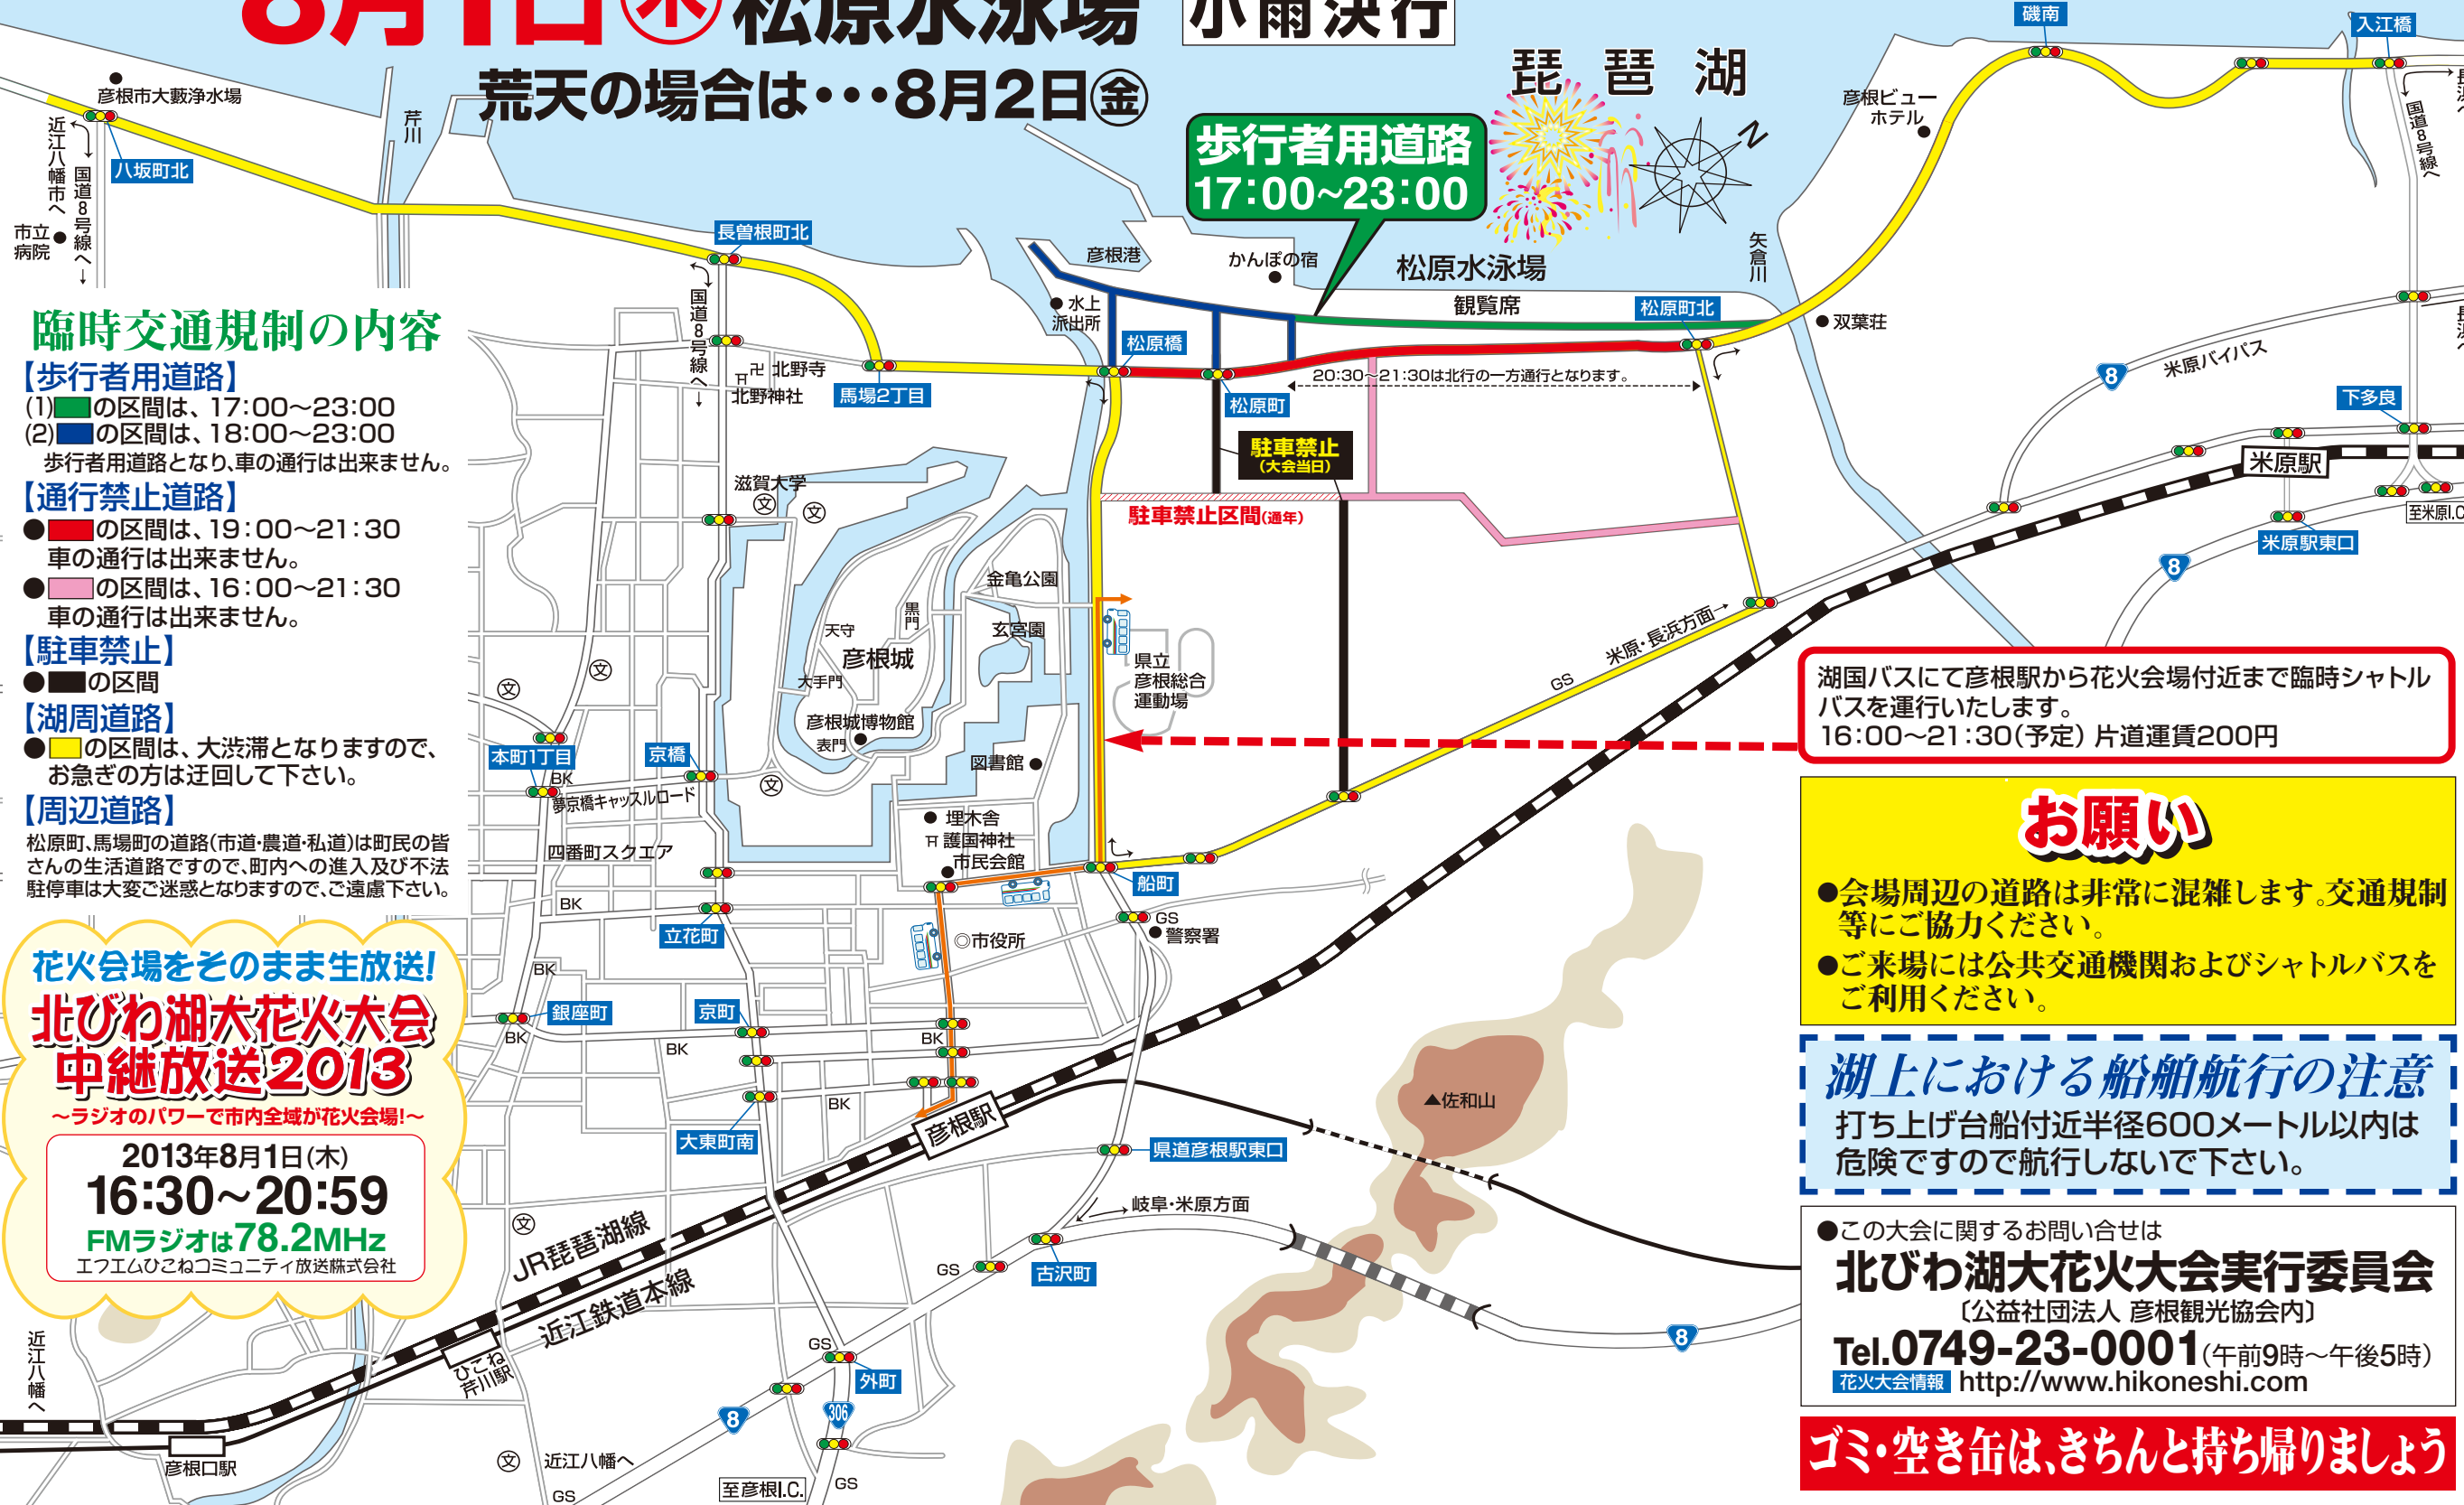 8月1日㊍松原水泳場 小雨決行
荒天の場合は･･･8月2日㊎
琵琶湖
歩行者用道路
17:00~23:00
N
磯南
入江橋
国道8号線へ
彦根ビュー
ホテル
彦根市大藪浄水場
近江八幡市へ
国道8号線へ
八坂町北
市立
病院
芹川
長曽根町北
国道8号線へ
彦根港
かんぽの宿
松原水泳場
観覧席
松原町北
矢倉川
双葉荘
水上
派出所
松原橋
北野寺
北野神社
馬場2丁目
松原町
20:30～21:30は北行の一方通行となります。
駐車禁止
(大会当日)
駐車禁止区間(通年)
8
米原バイパス
下多良
米原駅
至米原I.C.
米原駅東口
8
臨時交通規制の内容
【歩行者用道路】
(1)の区間は、17:00～23:00
(2)の区間は、18:00～23:00
歩行者用道路となり、車の通行は出来ません。
【通行禁止道路】
●の区間は、19:00～21:30
車の通行は出来ません。
●の区間は、16:00～21:30
車の通行は出来ません。
【駐車禁止】
●の区間
【湖周道路】
●の区間は、大渋滞となりますので、
お急ぎの方は迂回して下さい。
【周辺道路】
松原町、馬場町の道路(市道･農道･私道)は町民の皆
さんの生活道路ですので、町内への進入及び不法
駐停車は大変ご迷惑となりますので、ご遠慮下さい。
滋賀大学
文
文
金亀公園
黒門
玄宮園
天守
彦根城
大手門
彦根城博物館
表門
図書館
県立
彦根総合
運動場
米原・長浜方面→
GS
文
文
本町1丁目
京橋
BK
夢京橋キャッスルロード
文
埋木舎
護国神社
市民会館
四番町スクエア
船町
BK
立花町
GS
警察署
◎市役所
BK
銀座町
京町
BK
BK
BK
BK
大東町南
彦根駅
▲佐和山
県道彦根駅東口
岐阜・米原方面
文
JR琵琶湖線
近江鉄道本線
GS
古沢町
8
GS
外町
ひこね
芹川駅
8
306
近江八幡へ
彦根口駅
文
近江八幡へ
至彦根I.C.
GS
GS
花火会場をそのまま生放送!
北びわ湖大花火大会
中継放送2013
～ラジオのパワーで市内全域が花火会場!～
2013年8月1日(木)
16:30～20:59
FMラジオは78.2MHz
エフエムひこねコミュニティ放送株式会社
湖国バスにて彦根駅から花火会場付近まで臨時シャトル
バスを運行いたします。
16:00～21:30(予定) 片道運賃200円
お願い
●会場周辺の道路は非常に混雑します。交通規制
等にご協力ください。
●ご来場には公共交通機関およびシャトルバスを
ご利用ください。
湖上における船舶航行の注意
打ち上げ台船付近半径600メートル以内は
危険ですので航行しないで下さい。
●この大会に関するお問い合せは
北びわ湖大花火大会実行委員会
〔公益社団法人 彦根観光協会内〕
Tel.0749-23-0001(午前9時～午後5時)
花火大会情報 http://www.hikoneshi.com
ゴミ・空き缶は、きちんと持ち帰りましょう